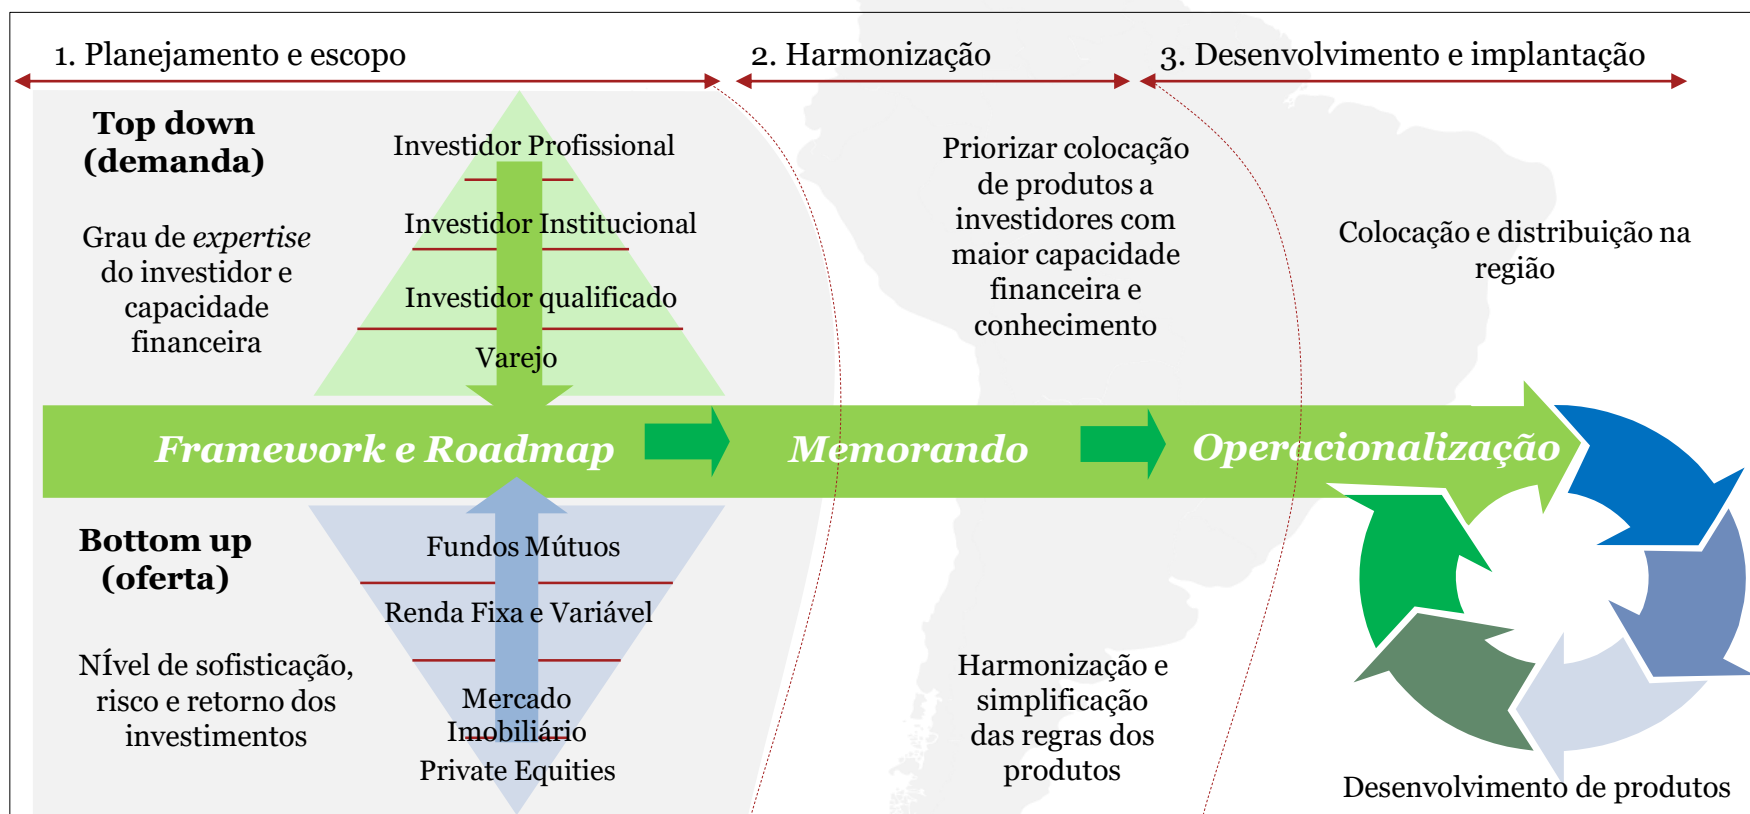 1. Planejamento e escopo
2. Harmonização
3. Desenvolvimento e implantação
Top down
(demanda)
Grau de expertise
do investidor e
capacidade
financeira
Investidor Profissional
Investidor Institucional
Investidor qualificado
Varejo
Priorizar colocação
de produtos a
investidores com
maior capacidade
financeira e
conhecimento
Colocação e distribuição na
região
Framework e Roadmap
Memorando
Operacionalização
Bottom up
(oferta)
NÍvel de sofisticação,
risco e retorno dos
investimentos
Fundos Mútuos
Renda Fixa e Variável
Mercado
Imobiliário
Private Equities
Harmonização e
simplificação
das regras dos
produtos
Desenvolvimento de produtos